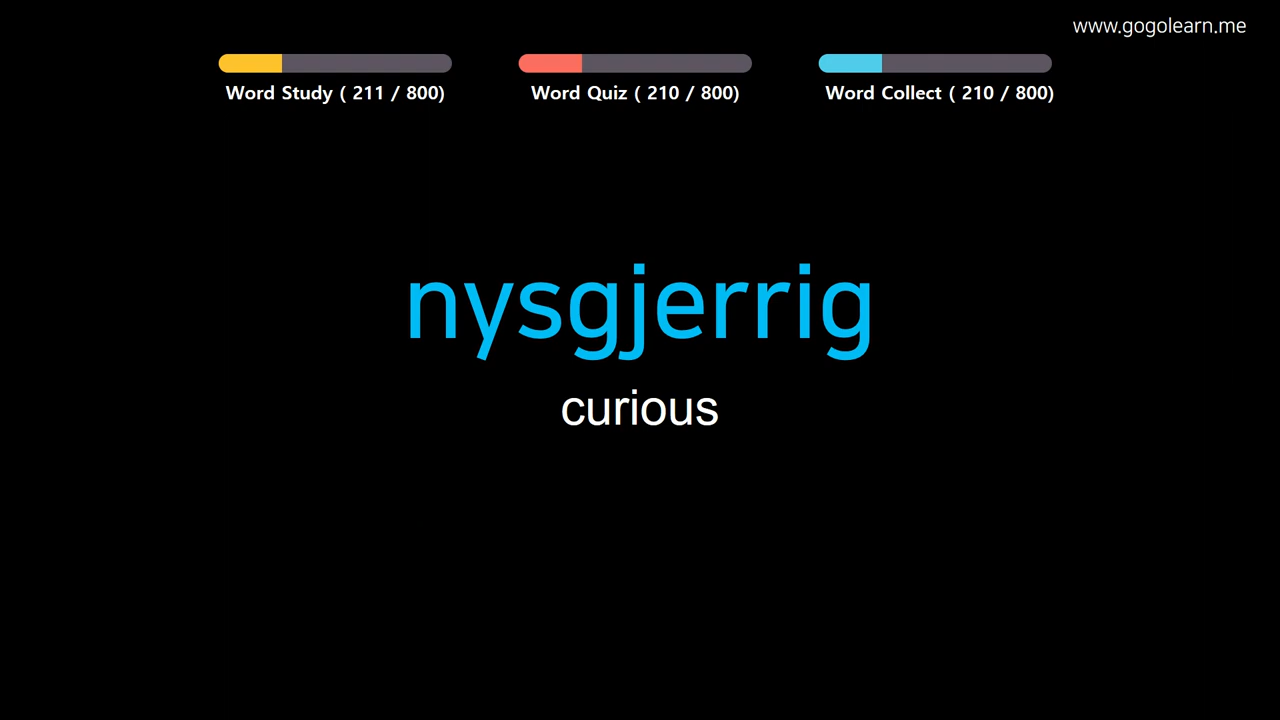 www.gogolearn.me
Word Study ( 211 / 800)
Word Quiz ( 210 / 800)
Word Collect ( 210 / 800)
nysgjerrig
curious